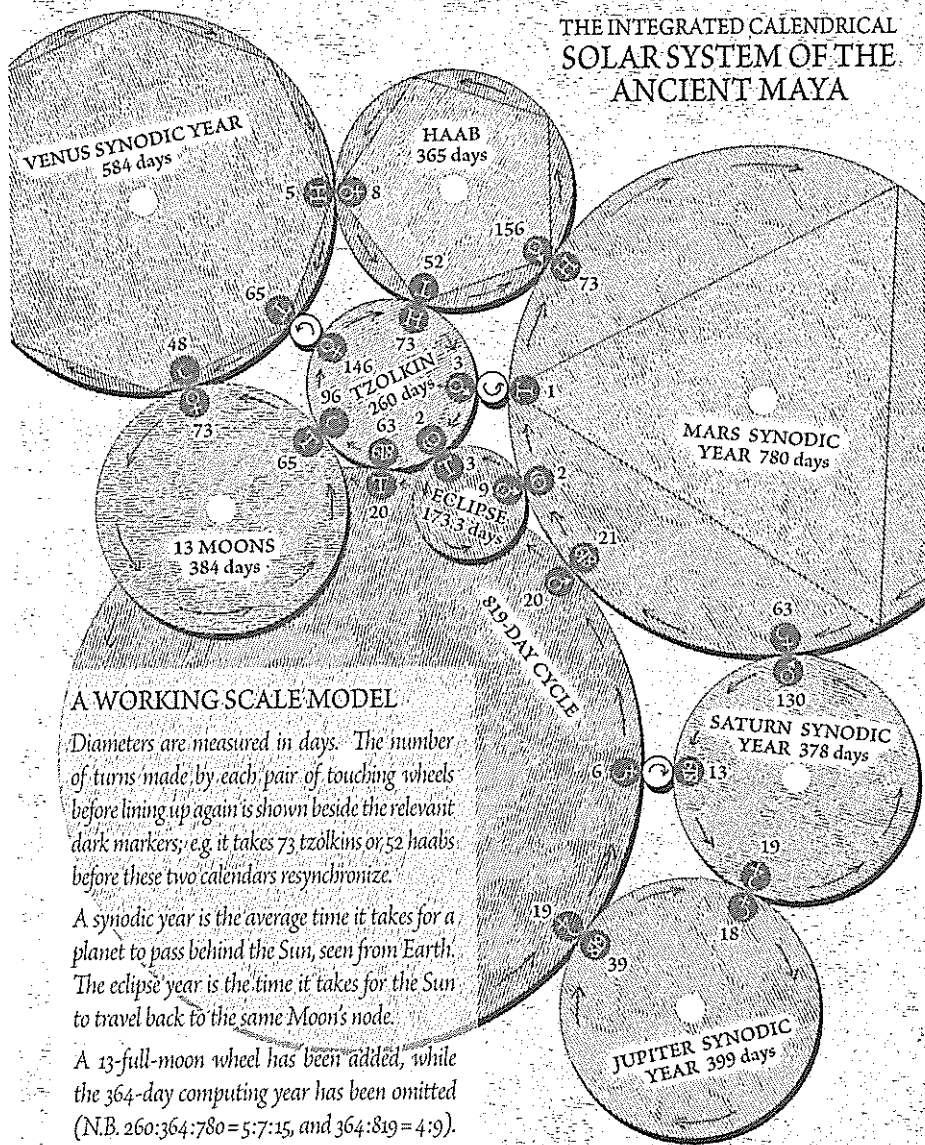 THE INTEGRATED CALENDRICAL
SOLAR SYSTEM OF THE
ANCIENT MAYA
VENUS SYNODIC YEAR
584 days
HAAB
365 days
5
8
156
73
52
73
65
146
48
73
96
65
TZOLKIN
260 days
3
1
2
63
20
3
9
2
ECLIPSE
173.3 days
MARS SYNODIC
YEAR 780 days
13 MOONS
384 days
21
20
819-DAY CYCLE
63
130
SATURN SYNODIC
YEAR 378 days
6
13
19
18
19
39
JUPITER SYNODIC
YEAR 399 days
A WORKING SCALE MODEL
Diameters are measured in days. The number
of turns made by each pair of touching wheels
before lining up again is shown beside the relevant
dark markers; e.g. it takes 73 tzolkins or 52 haabs
before these two calendars resynchronize.
A synodic year is the average time it takes for a
planet to pass behind the Sun, seen from Earth.
The eclipse year is the time it takes for the Sun
to travel back to the same Moon's node.
A 13-full-moon wheel has been added, while
the 364-day computing year has been omitted
(N.B. 260:364:780 = 5:7:15, and 364:819 = 4:9).